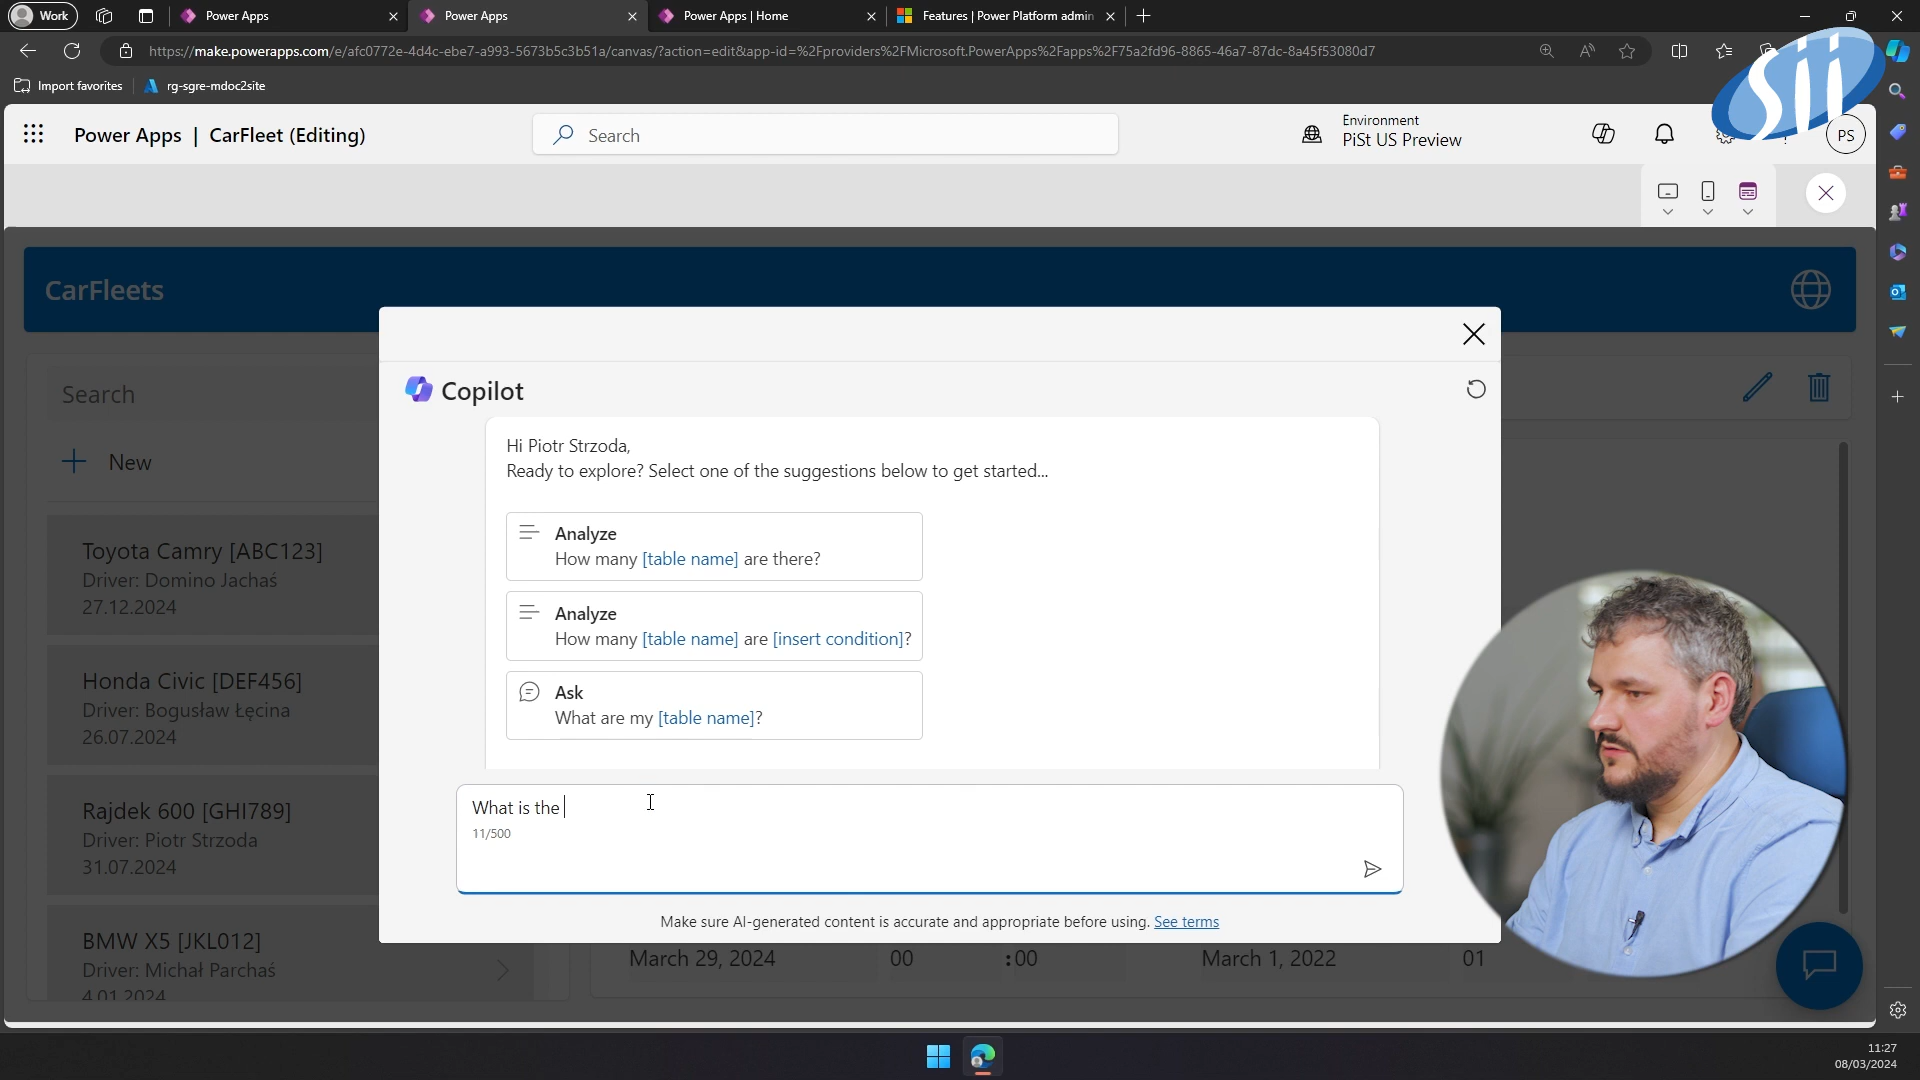 Work
Power Apps
Power Apps
Power Apps | Home
Features | Power Platform admin
https://make.powerapps.com/e/afc0772e-4d4c-ebe7-a993-5673b5c3b51a/canvas/?action=edit&app-id=%2Fproviders%2FMicrosoft.PowerApps%2Fapps%2F75a2fd96-8865-46a7-87dc-8a45f53080d7
Import favorites
rg-sgre-mdoc2site
sii
Power Apps | CarFleet (Editing)
Search
Environment
PiSt US Preview
PS
CarFleets
Search
New
Toyota Camry [ABC123]
Driver: Domino Jachaś
27.12.2024
Honda Civic [DEF456]
Driver: Bogusław Łęcina
26.07.2024
Rajdek 600 [GHI789]
Driver: Piotr Strzoda
31.07.2024
BMW X5 [JKL012]
Driver: Michał Parchaś
4.01.2024
Copilot
Hi Piotr Strzoda,
Ready to explore? Select one of the suggestions below to get started...
Analyze
How many [table name] are there?
Analyze
How many [table name] are [insert condition]?
Ask
What are my [table name]?
What is the
11/500
Make sure AI-generated content is accurate and appropriate before using. See terms
March 29, 2024 00 :00 March 1, 2022 01
11:27
08/03/2024